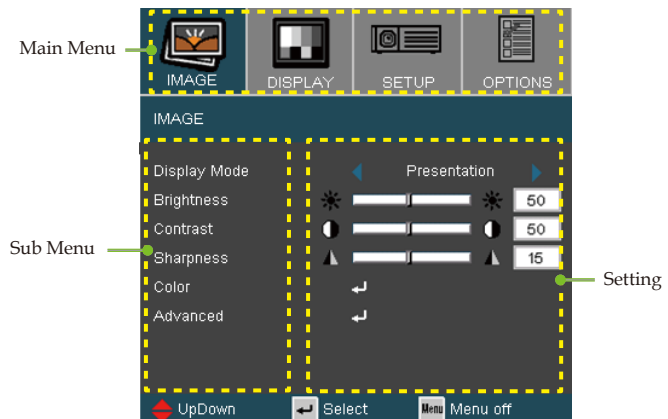 Main Menu
IMAGE DISPLAY SETUP OPTIONS
IMAGE
Display Mode Presentation
Brightness 50
Contrast 50
Sub Menu
Sharpness 15
Setting
Color
Advanced
UpDown Select Menu Menu off